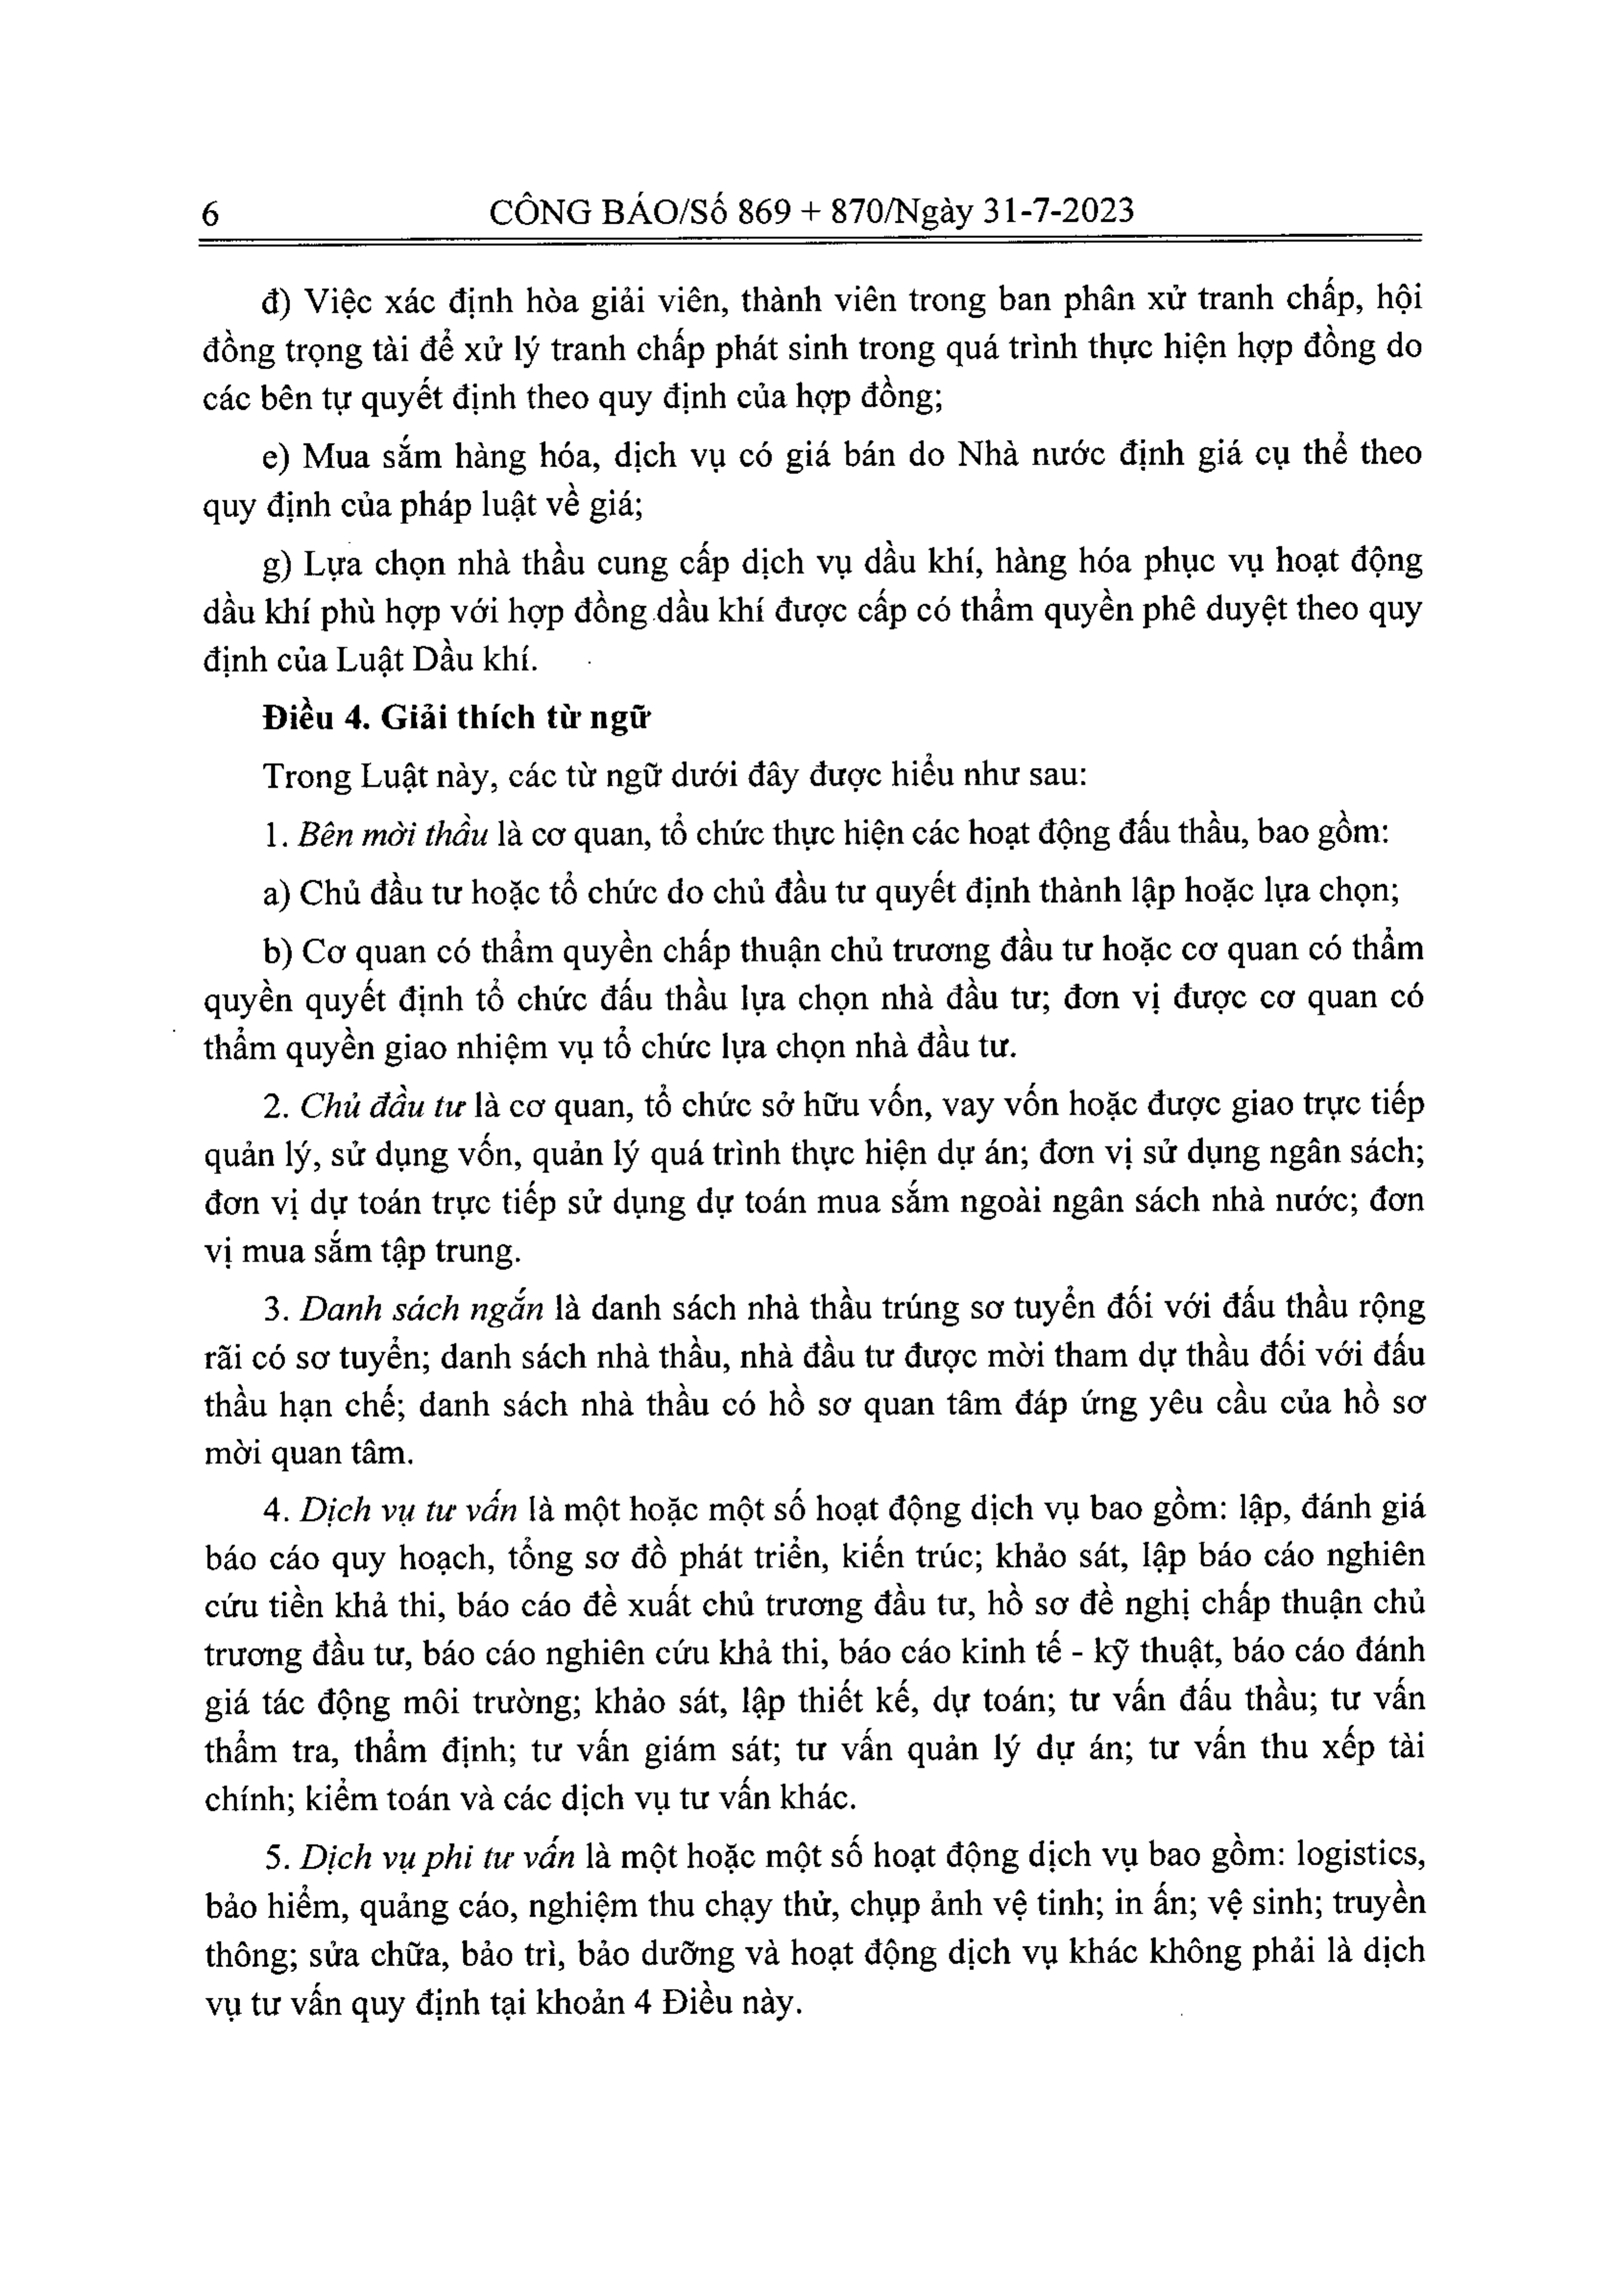 6 CÔNG BÁO/Số 869 + 870/Ngày 31-7-2023
đ) Việc xác định hòa giải viên, thành viên trong ban phân xử tranh chấp, hội
đồng trọng tài để xử lý tranh chấp phát sinh trong quá trình thực hiện hợp đồng do
các bên tự quyết định theo quy định của hợp đồng;
e) Mua sắm hàng hóa, dịch vụ có giá bán do Nhà nước định giá cụ thể theo
quy định của pháp luật về giá;
g) Lựa chọn nhà thầu cung cấp dịch vụ dầu khí, hàng hóa phục vụ hoạt động
dầu khí phù hợp với hợp đồng dầu khí được cấp có thẩm quyền phê duyệt theo quy
định của Luật Dầu khí.
Điều 4. Giải thích từ ngữ
Trong Luật này, các từ ngữ dưới đây được hiểu như sau:
1. Bên mời thầu là cơ quan, tổ chức thực hiện các hoạt động đấu thầu, bao gồm:
a) Chủ đầu tư hoặc tổ chức do chủ đầu tư quyết định thành lập hoặc lựa chọn;
b) Cơ quan có thẩm quyền chấp thuận chủ trương đầu tư hoặc cơ quan có thẩm
quyền quyết định tổ chức đấu thầu lựa chọn nhà đầu tư; đơn vị được cơ quan có
thẩm quyền giao nhiệm vụ tổ chức lựa chọn nhà đầu tư.
2. Chủ đầu tư là cơ quan, tổ chức sở hữu vốn, vay vốn hoặc được giao trực tiếp
quản lý, sử dụng vốn, quản lý quá trình thực hiện dự án; đơn vị sử dụng ngân sách;
đơn vị dự toán trực tiếp sử dụng dự toán mua sắm ngoài ngân sách nhà nước; đơn
vị mua sắm tập trung.
3. Danh sách ngắn là danh sách nhà thầu trúng sơ tuyển đối với đấu thầu rộng
rãi có sơ tuyển; danh sách nhà thầu, nhà đầu tư được mời tham dự thầu đối với đấu
thầu hạn chế; danh sách nhà thầu có hồ sơ quan tâm đáp ứng yêu cầu của hồ sơ
mời quan tâm.
4. Dịch vụ tư vấn là một hoặc một số hoạt động dịch vụ bao gồm: lập, đánh giá
báo cáo quy hoạch, tổng sơ đồ phát triển, kiến trúc; khảo sát, lập báo cáo nghiên
cứu tiền khả thi, báo cáo đề xuất chủ trương đầu tư, hồ sơ đề nghị chấp thuận chủ
trương đầu tư, báo cáo nghiên cứu khả thi, báo cáo kinh tế - kỹ thuật, báo cáo đánh
giá tác động môi trường; khảo sát, lập thiết kế, dự toán; tư vấn đấu thầu; tư vấn
thẩm tra, thẩm định; tư vấn giám sát; tư vấn quản lý dự án; tư vấn thu xếp tài
chính; kiểm toán và các dịch vụ tư vấn khác.
5. Dịch vụ phi tư vấn là một hoặc một số hoạt động dịch vụ bao gồm: logistics,
bảo hiểm, quảng cáo, nghiệm thu chạy thử, chụp ảnh vệ tinh; in ấn; vệ sinh; truyền
thông; sửa chữa, bảo trì, bảo dưỡng và hoạt động dịch vụ khác không phải là dịch
vụ tư vấn quy định tại khoản 4 Điều này.